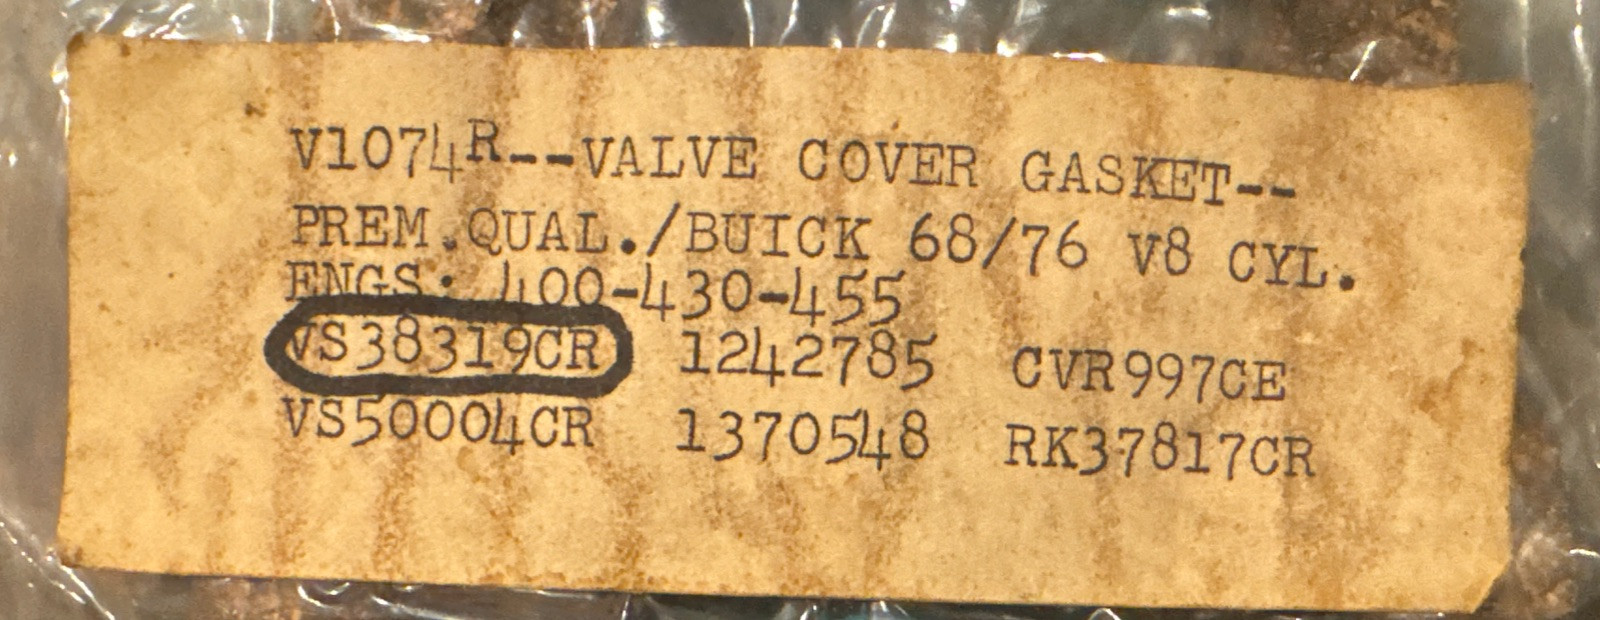 V1074R--VALVE COVER GASKET--
PREM.QUAL./BUICK 68/76 V8 CYL.
ENGS: 400-430-455
VS38319CR 1242785 CVR997CE
VS50004CR 1370548 RK37817CR